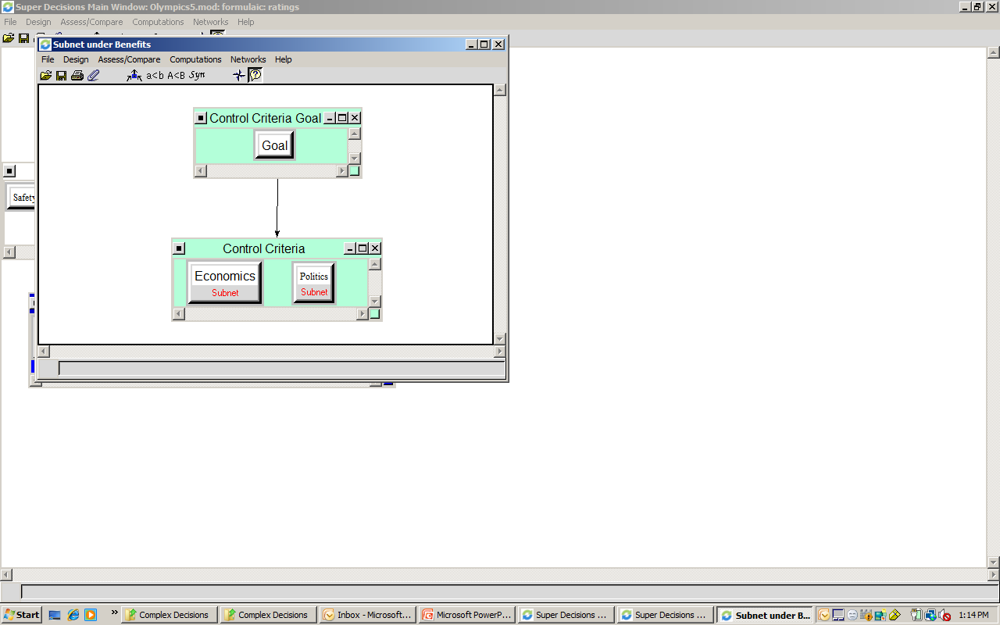 Super Decisions Main Window: Olympics5.mod: formulaic: ratings
File Design Assess/Compare Computations Networks Help
Subnet under Benefits
File Design Assess/Compare Computations Networks Help
a<b A<B Syn
Control Criteria Goal
Goal
Safety
Control Criteria
Economics Politics
Subnet Subnet
Start » Complex Decisions Complex Decisions Inbox - Microsoft... Microsoft PowerP... Super Decisions ... Super Decisions ... Subnet under B... 1:14 PM